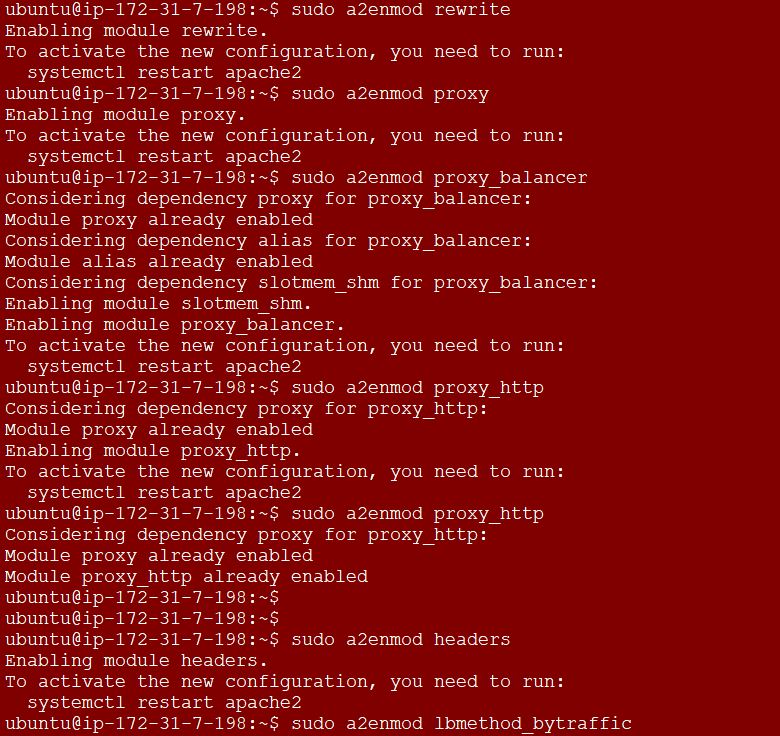 ubuntu@ip-172-31-7-198:~$ sudo a2enmod rewrite
Enabling module rewrite.
To activate the new configuration, you need to run:
  systemctl restart apache2
ubuntu@ip-172-31-7-198:~$ sudo a2enmod proxy
Enabling module proxy.
To activate the new configuration, you need to run:
  systemctl restart apache2
ubuntu@ip-172-31-7-198:~$ sudo a2enmod proxy_balancer
Considering dependency proxy for proxy_balancer:
Module proxy already enabled
Considering dependency alias for proxy_balancer:
Module alias already enabled
Considering dependency slotmem_shm for proxy_balancer:
Enabling module slotmem_shm.
Enabling module proxy_balancer.
To activate the new configuration, you need to run:
  systemctl restart apache2
ubuntu@ip-172-31-7-198:~$ sudo a2enmod proxy_http
Considering dependency proxy for proxy_http:
Module proxy already enabled
Enabling module proxy_http.
To activate the new configuration, you need to run:
  systemctl restart apache2
ubuntu@ip-172-31-7-198:~$ sudo a2enmod proxy_http
Considering dependency proxy for proxy_http:
Module proxy already enabled
Module proxy_http already enabled
ubuntu@ip-172-31-7-198:~$
ubuntu@ip-172-31-7-198:~$
ubuntu@ip-172-31-7-198:~$ sudo a2enmod headers
Enabling module headers.
To activate the new configuration, you need to run:
  systemctl restart apache2
ubuntu@ip-172-31-7-198:~$ sudo a2enmod lbmethod_bytraffic